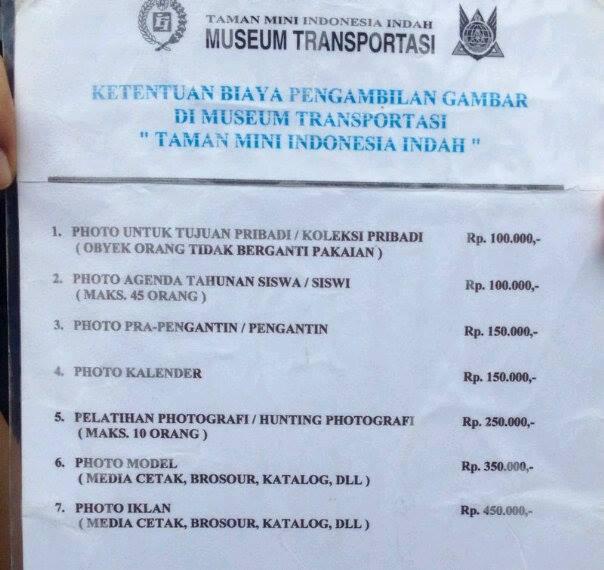 TAMAN MINI INDONESIA INDAH
MUSEUM TRANSPORTASI
KETENTUAN BIAYA PENGAMBILAN GAMBAR
DI MUSEUM TRANSPORTASI
" TAMAN MINI INDONESIA INDAH "
1. PHOTO UNTUK TUJUAN PRIBADI / KOLEKSI PRIBADI Rp. 100.000,-
( OBYEK ORANG TIDAK BERGANTI PAKAIAN )
2. PHOTO AGENDA TAHUNAN SISWA / SISWI Rp. 100.000,-
( MAKS. 45 ORANG )
3. PHOTO PRA-PENGANTIN / PENGANTIN Rp. 150.000,-
4. PHOTO KALENDER Rp. 150.000,-
5. PELATIHAN PHOTOGRAFI / HUNTING PHOTOGRAFI Rp. 250.000,-
( MAKS. 10 ORANG )
6. PHOTO MODEL Rp. 350.000,-
( MEDIA CETAK, BROSOUR, KATALOG, DLL )
7. PHOTO IKLAN Rp. 450.000,-
( MEDIA CETAK, BROSOUR, KATALOG, DLL )